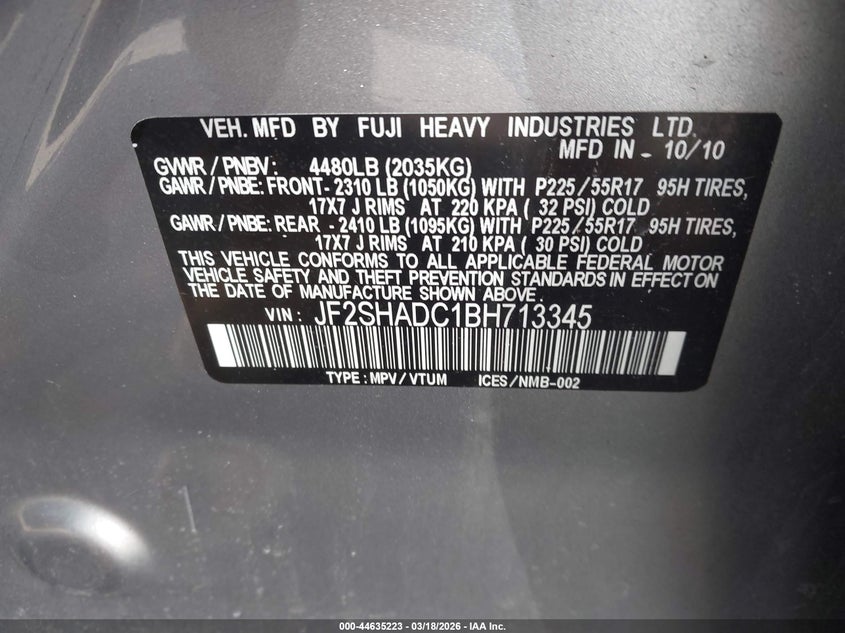 VEH. MFD BY FUJI HEAVY INDUSTRIES LTD.
MFD IN - 10/10
GVWR / PNBV : 4480LB (2035KG)
GAWR / PNBE: FRONT- 2310 LB (1050KG) WITH P225 / 55R17 95H TIRES,
17X7 J RIMS AT 220 KPA ( 32 PSI) COLD
GAWR / PNBE: REAR - 2410 LB (1095KG) WITH P225 / 55R17 95H TIRES,
17X7 J RIMS AT 210 KPA ( 30 PSI) COLD
THIS VEHICLE CONFORMS TO ALL APPLICABLE FEDERAL MOTOR
VEHICLE SAFETY AND THEFT PREVENTION STANDARDS IN EFFECT ON
THE DATE OF MANUFACTURE SHOWN ABOVE.
VIN: JF2SHADC1BH713345
TYPE : MPV / VTUM ICES/NMB-002
000-44635223 - 03/18/2026 - IAA Inc.